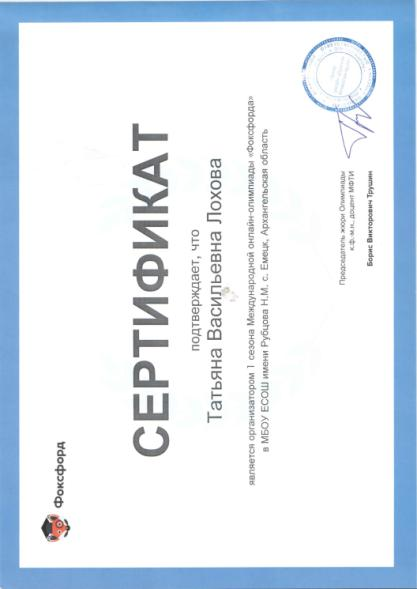 Фоксфорд
СЕРТИФИКАТ
подтверждает, что
Татьяна Васильевна Лохова
является организатором 1 сезона Международной онлайн-олимпиады «Фоксфорда»
в МБОУ ЕСОШ имени Рубцова Н.М. с. Емецк, Архангельская область
Председатель жюри Олимпиады
к.ф.-м.н., доцент МФТИ
Борис Викторович Трушин